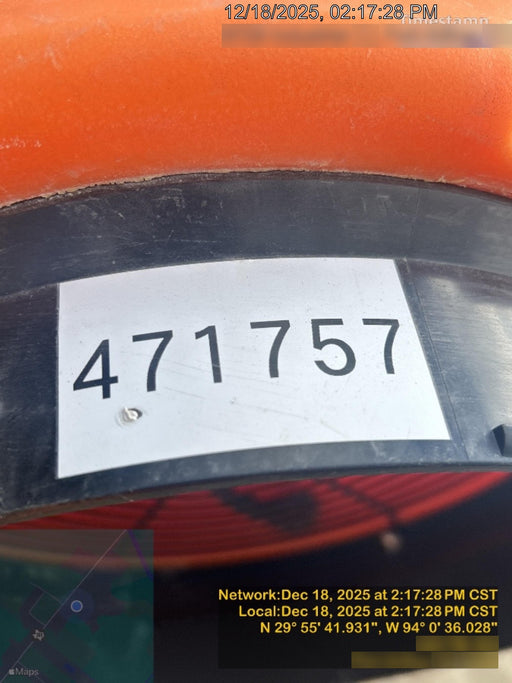 12/18/2025, 02:17:28 PM
Timestamp
471757
Network:Dec 18, 2025 at 2:17:28 PM CST
Local:Dec 18, 2025 at 2:17:28 PM CST
N 29° 55' 41.931", W 94° 0' 36.028"
Maps